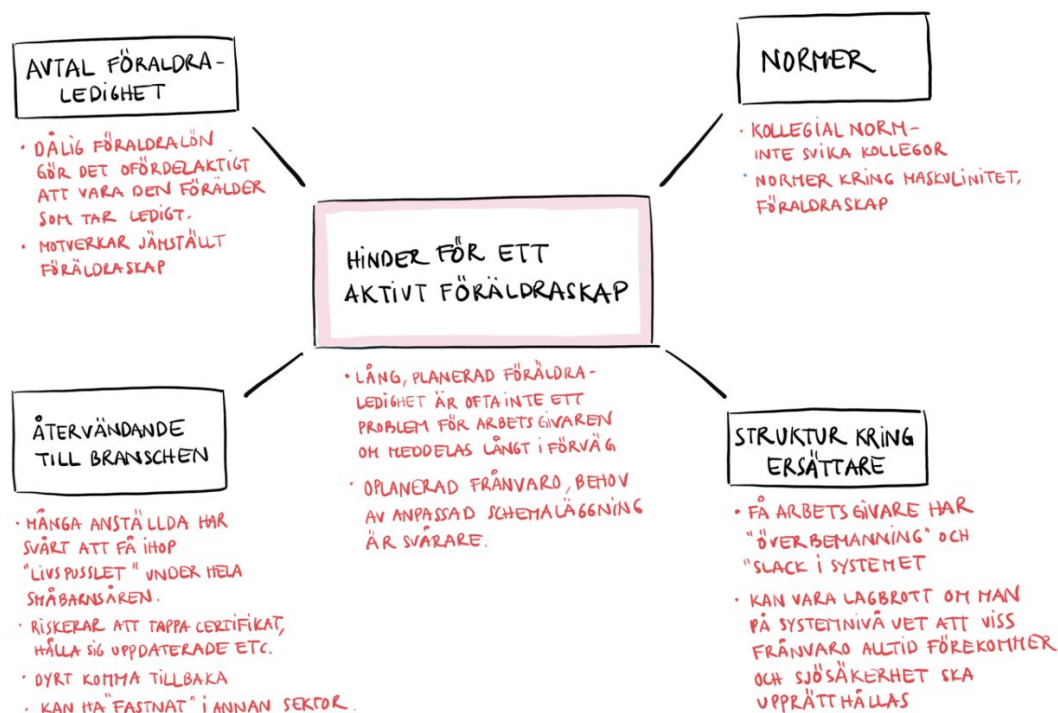 AVTAL FÖRALDRA-
LEDIGHET
• DÅLIG FÖRALDRALÖN
GÖR DET OFÖRDELAKTIGT
ATT VARA DEN FÖRÄLDER
SOM TAR LEDIGT.
• MOTVERKAR JÄMSTÄLLT
FÖRÄLDRASKAP
NORMER
• KOLLEGIAL NORM-
INTE SVIKA KOLLEGOR
• NORMER KRING MASKULINITET,
FÖRALDRASKAP
HINDER FÖR ETT
AKTIVT FÖRÄLDRASKAP
• LÅNG, PLANERAD FÖRÄLDRA-
LEDIGHET ÄR OFTA INTE ETT
PROBLEM FÖR ARBETSGIVAREN
OM MEDDELAS LÅNGT I FÖRVÄG
• OPLANERAD FRÅNVARO, BEHOV
AV ANPASSAD SCHEMALÄGGNING
ÄR SVÅRARE.
ÅTERVÄNDANDE
TILL BRANSCHEN
• MÅNGA ANSTÄLLDA HAR
SVÅRT ATT FÅ IHOP
"LIVSPUSSLET" UNDER HELA
SMÅBARNSÅREN.
• RISKERAR ATT TAPPA CERTIFIKAT,
HÅLLA SIG UPPDATERADE ETC.
• DYRT KOMMA TILLBAKA
• KAN HA "FASTNAT" I ANNAN SEKTOR.
STRUKTUR KRING
ERSÄTTARE
• FÅ ARBETSGIVARE HAR
"ÖVERBEMANNING" OCH
"SLACK I SYSTEMET
• KAN VARA LAGBROTT OM MAN
PÅ SYSTEMNIVÅ VET ATT VISS
FRÅNVARO ALLTID FÖREKOMMER
OCH SJÖSÄKERHET SKA
UPPRÄTTHÅLLAS